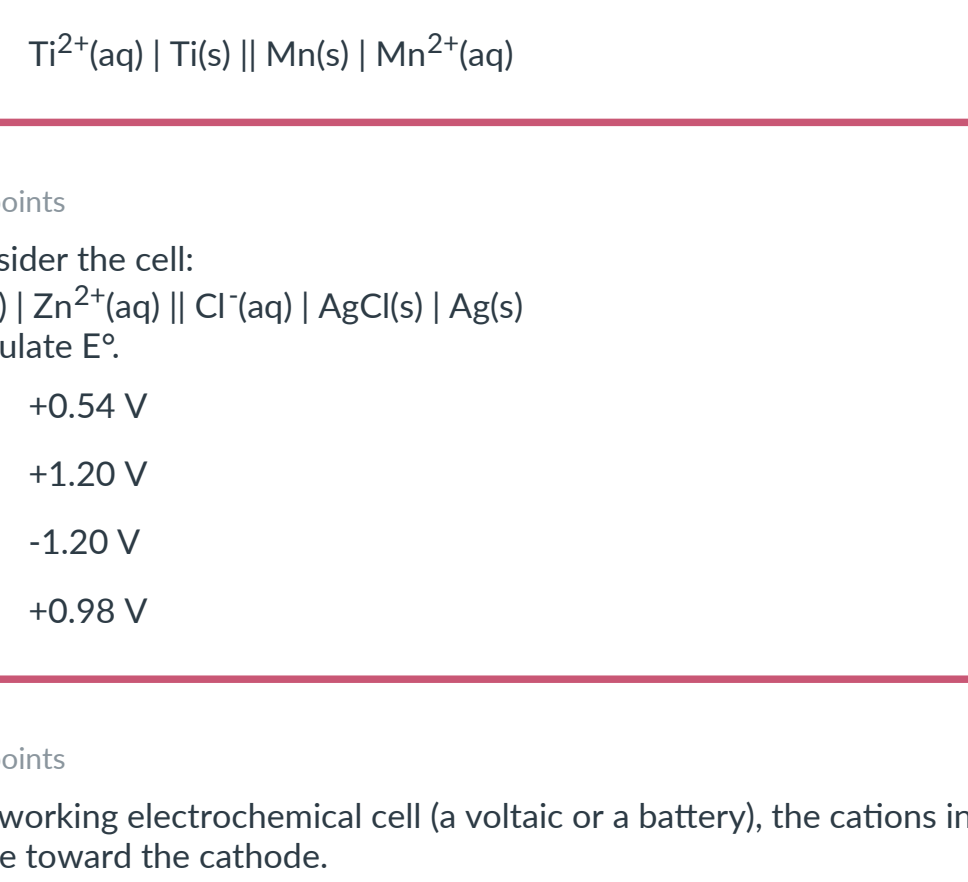 Ti²⁺(aq) | Ti(s) || Mn(s) | Mn²⁺(aq)
oints
sider the cell:
) | Zn²⁺(aq) || Cl⁻(aq) | AgCl(s) | Ag(s)
ulate E°.
+0.54 V
+1.20 V
-1.20 V
+0.98 V
oints
working electrochemical cell (a voltaic or a battery), the cations in
e toward the cathode.